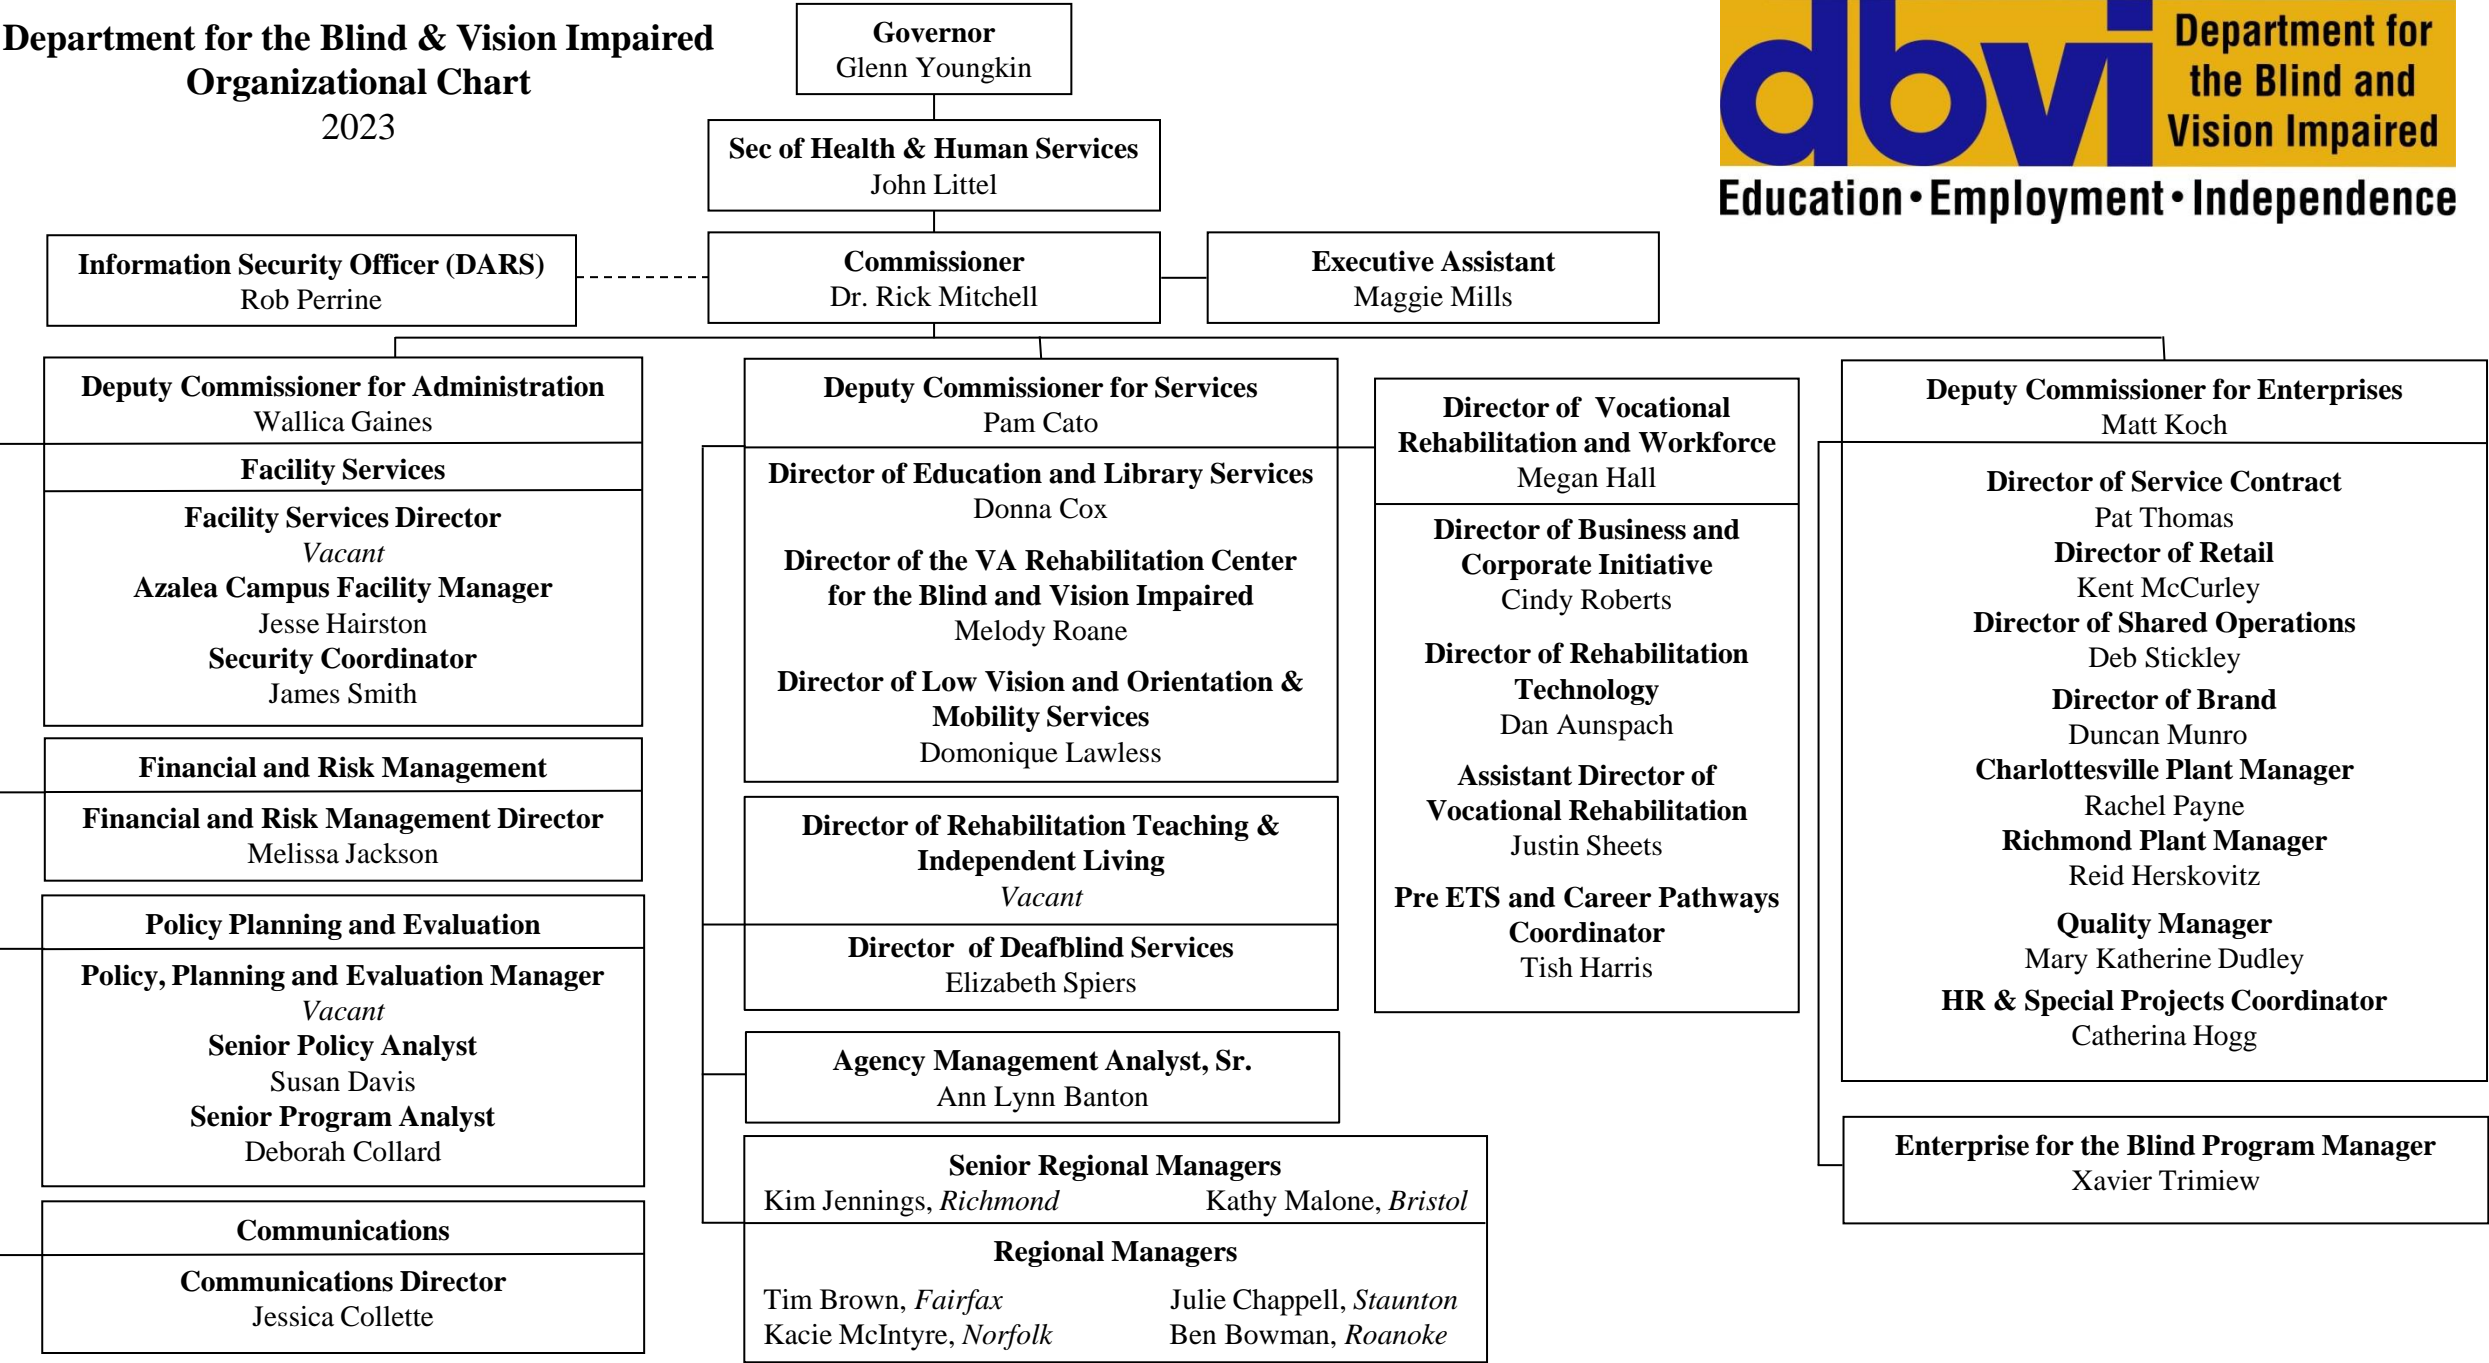 Department for the Blind & Vision Impaired
Organizational Chart
2023
Governor
Glenn Youngkin
dbvi
Department for
the Blind and
Vision Impaired
Education • Employment • Independence
Sec of Health & Human Services
John Littel
Information Security Officer (DARS)
Rob Perrine
Commissioner
Dr. Rick Mitchell
Executive Assistant
Maggie Mills
Deputy Commissioner for Administration
Wallica Gaines
Facility Services
Facility Services Director
Vacant
Azalea Campus Facility Manager
Jesse Hairston
Security Coordinator
James Smith
Financial and Risk Management
Financial and Risk Management Director
Melissa Jackson
Policy Planning and Evaluation
Policy, Planning and Evaluation Manager
Vacant
Senior Policy Analyst
Susan Davis
Senior Program Analyst
Deborah Collard
Communications
Communications Director
Jessica Collette
Deputy Commissioner for Services
Pam Cato
Director of Education and Library Services
Donna Cox
Director of the VA Rehabilitation Center
for the Blind and Vision Impaired
Melody Roane
Director of Low Vision and Orientation &
Mobility Services
Domonique Lawless
Director of Rehabilitation Teaching &
Independent Living
Vacant
Director of Deafblind Services
Elizabeth Spiers
Agency Management Analyst, Sr.
Ann Lynn Banton
Senior Regional Managers
Kim Jennings, Richmond Kathy Malone, Bristol
Regional Managers
Tim Brown, Fairfax Julie Chappell, Staunton
Kacie McIntyre, Norfolk Ben Bowman, Roanoke
Director of Vocational
Rehabilitation and Workforce
Megan Hall
Director of Business and
Corporate Initiative
Cindy Roberts
Director of Rehabilitation
Technology
Dan Aunspach
Assistant Director of
Vocational Rehabilitation
Justin Sheets
Pre ETS and Career Pathways
Coordinator
Tish Harris
Deputy Commissioner for Enterprises
Matt Koch
Director of Service Contract
Pat Thomas
Director of Retail
Kent McCurley
Director of Shared Operations
Deb Stickley
Director of Brand
Duncan Munro
Charlottesville Plant Manager
Rachel Payne
Richmond Plant Manager
Reid Herskovitz
Quality Manager
Mary Katherine Dudley
HR & Special Projects Coordinator
Catherina Hogg
Enterprise for the Blind Program Manager
Xavier Trimiew